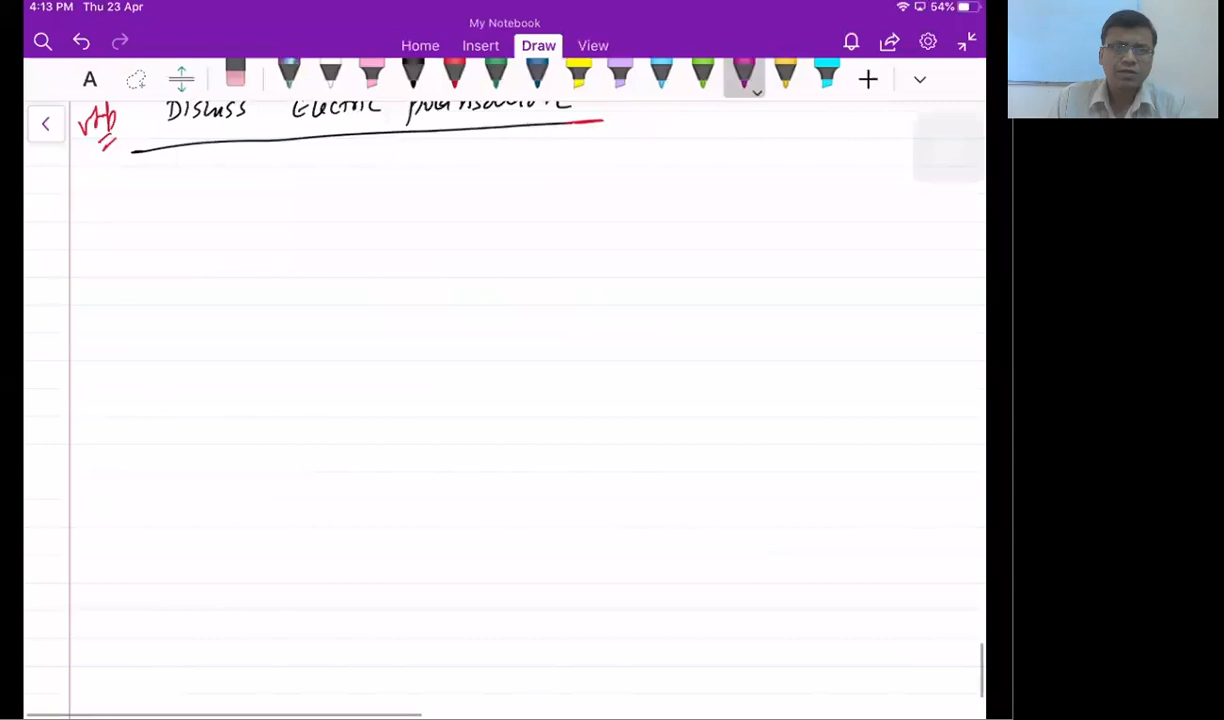 4:13 PM Thu 23 Apr
54%
My Notebook
Home Insert Draw View
A
Discuss Electric